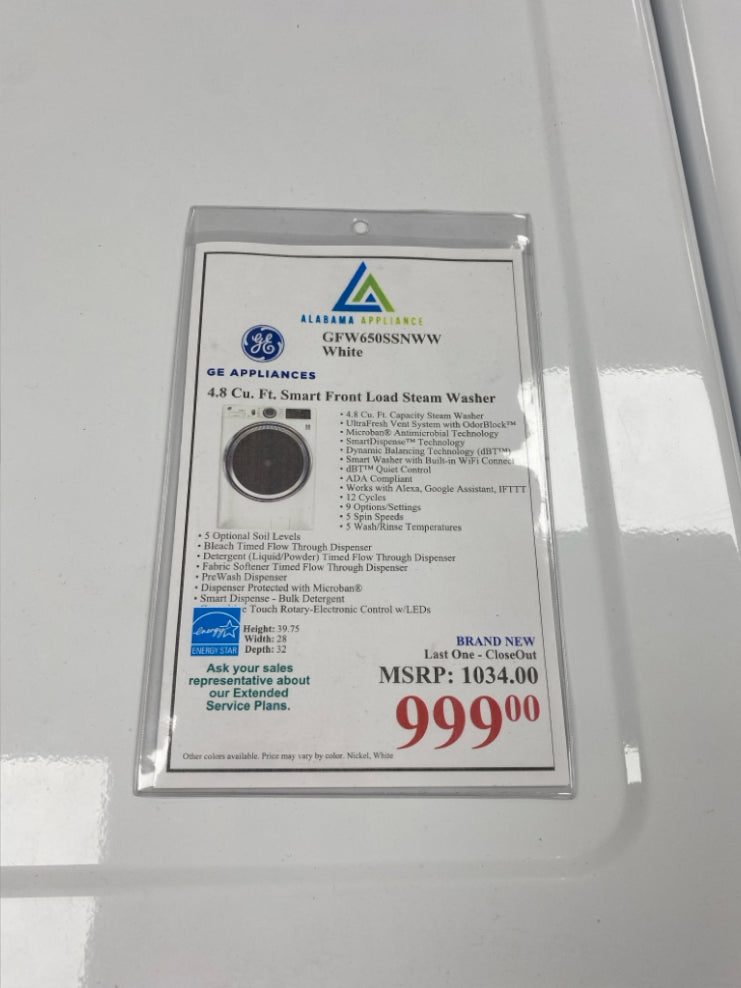 ALABAMA APPLIANCE
GFW650SSNWW
White
GE APPLIANCES
4.8 Cu. Ft. Smart Front Load Steam Washer
• 4.8 Cu. Ft. Capacity Steam Washer
• UltraFresh Vent System with OdorBlock™
• Microban® Antimicrobial Technology
• SmartDispense™ Technology
• Dynamic Balancing Technology (dBT™)
• Smart Washer with Built-in WiFi Connect
• dBT™ Quiet Control
• ADA Compliant
• Works with Alexa, Google Assistant, IFTTT
• 12 Cycles
• 9 Options/Settings
• 5 Spin Speeds
• 5 Wash/Rinse Temperatures
• 5 Optional Soil Levels
• Bleach Timed Flow Through Dispenser
• Detergent (Liquid/Powder) Timed Flow Through Dispenser
• Fabric Softener Timed Flow Through Dispenser
• PreWash Dispenser
• Dispenser Protected with Microban®
• Smart Dispense - Bulk Detergent
Touch Rotary-Electronic Control w/LEDs
energy
ENERGY STAR
Height: 39.75
Width: 28
Depth: 32
Ask your sales
representative about
our Extended
Service Plans.
BRAND NEW
Last One - CloseOut
MSRP: 1034.00
999⁰⁰
Other colors available. Price may vary by color. Nickel, White